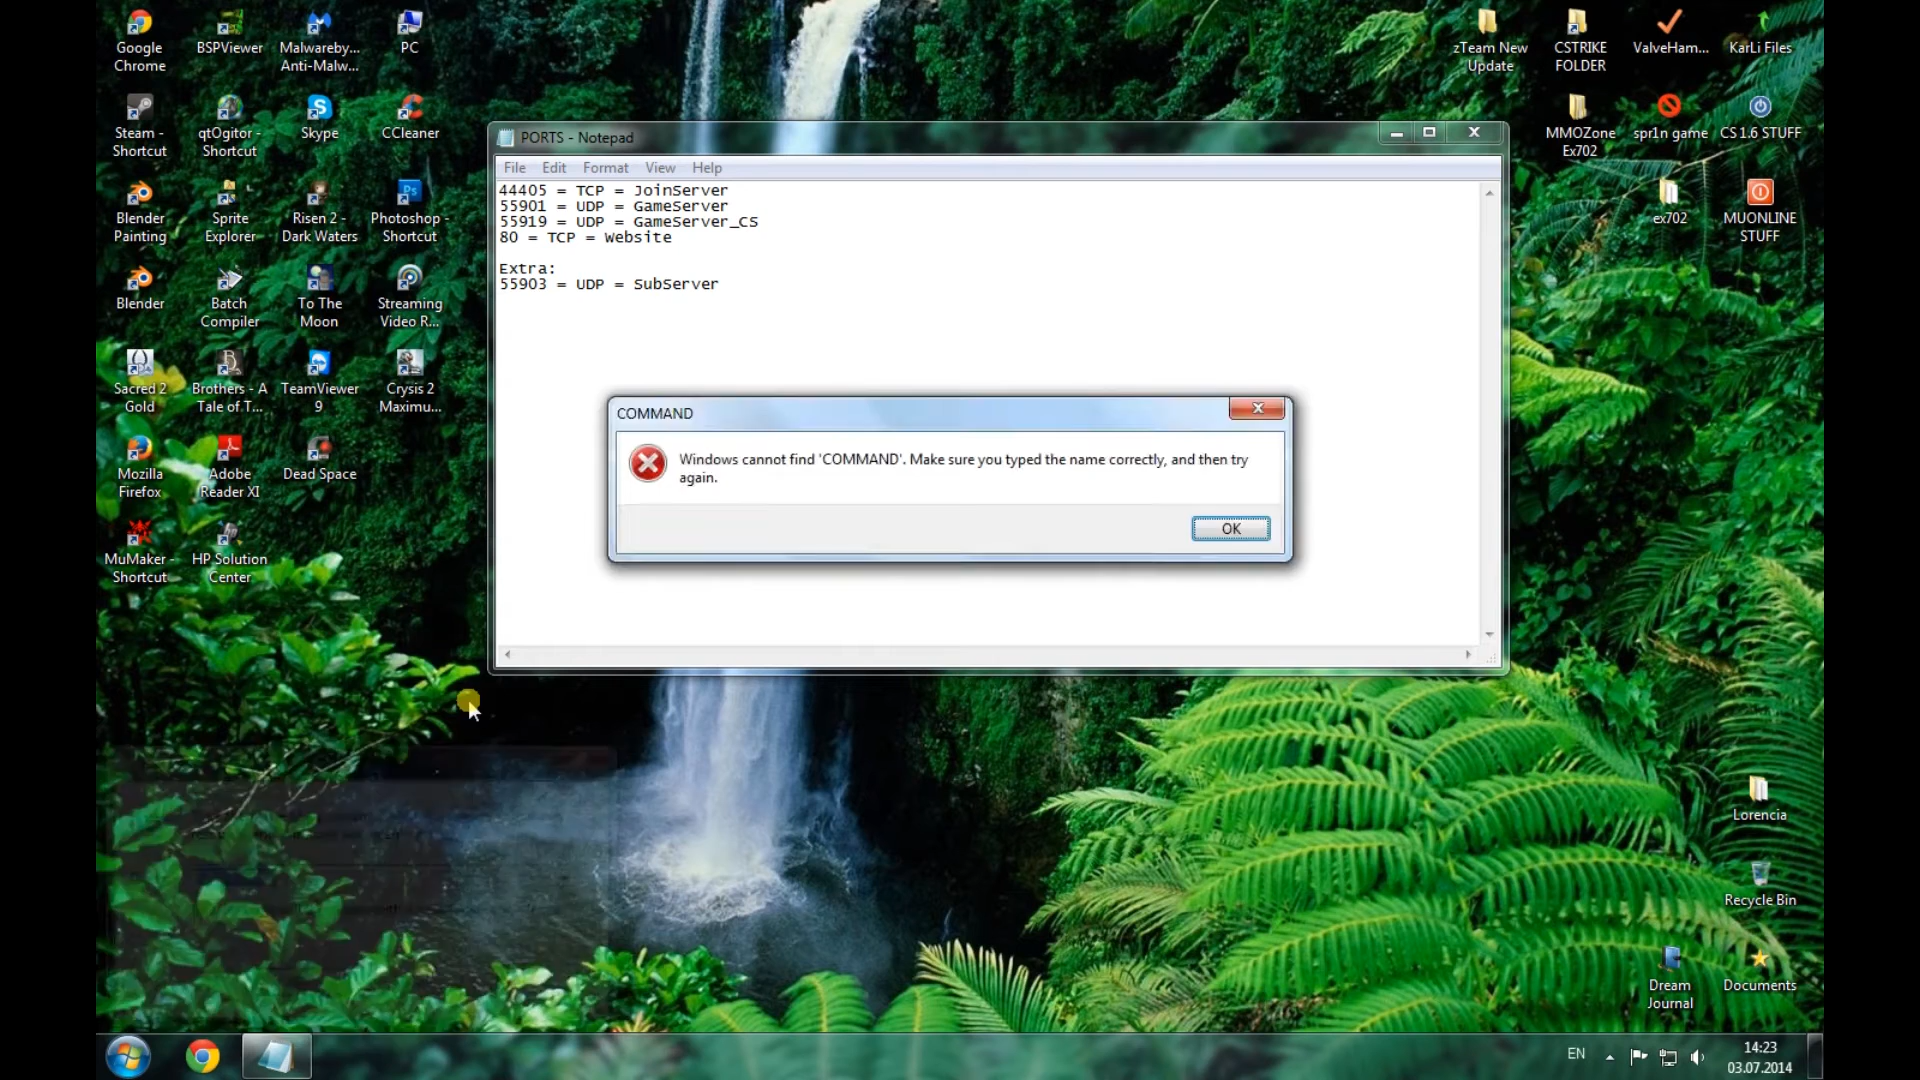 Google
Chrome
BSPViewer
Malwareby...
Anti-Malw...
PC
Steam -
Shortcut
qtOgitor -
Shortcut
Skype
CCleaner
Blender
Painting
Sprite
Explorer
Risen 2 -
Dark Waters
Photoshop -
Shortcut
Blender
Batch
Compiler
To The
Moon
Streaming
Video R...
Sacred 2
Gold
Brothers - A
Tale of T...
TeamViewer
9
Crysis 2
Maximu...
Mozilla
Firefox
Adobe
Reader XI
Dead Space
MuMaker -
Shortcut
HP Solution
Center
zTeam New
Update
CSTRIKE
FOLDER
ValveHam...
KarLi Files
MMOZone
Ex702
spr1n game
CS 1.6 STUFF
ex702
MUONLINE
STUFF
PORTS - Notepad
File Edit Format View Help
44405 = TCP = JoinServer
55901 = UDP = GameServer
55919 = UDP = GameServer_CS
80 = TCP = Website
Extra:
55903 = UDP = SubServer
COMMAND
Windows cannot find 'COMMAND'. Make sure you typed the name correctly, and then try
again.
OK
Lorencia
Recycle Bin
Dream
Journal
Documents
EN
14:23
03.07.2014